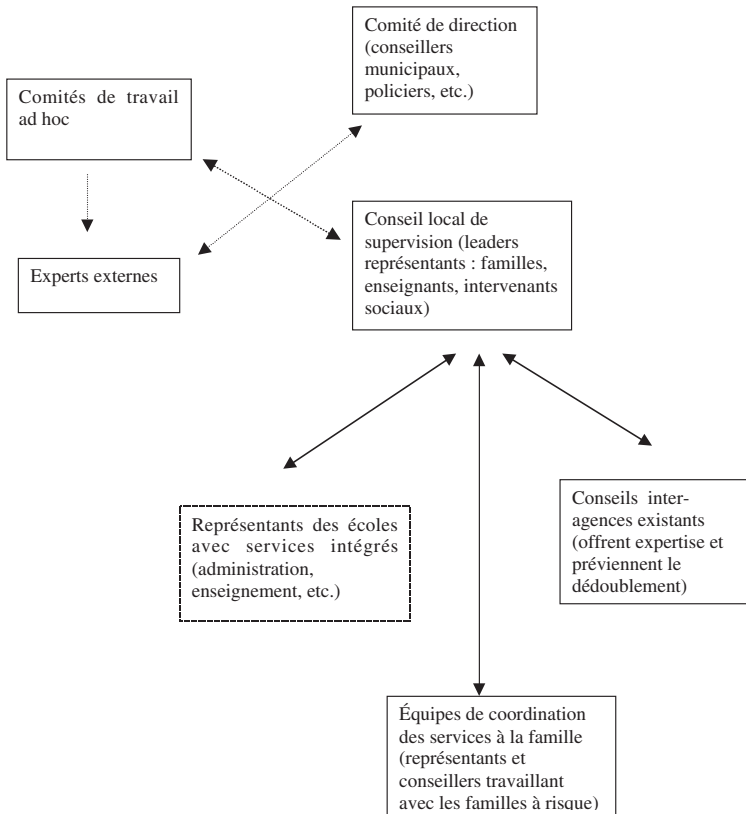 Comité de direction
(conseillers
municipaux,
policiers, etc.)
Comités de travail
ad hoc
Conseil local de
supervision (leaders
représentants : familles,
enseignants, intervenants
sociaux)
Experts externes
Représentants des écoles
avec services intégrés
(administration,
enseignement, etc.)
Conseils inter-
agences existants
(offrent expertise et
préviennent le
dédoublement)
Équipes de coordination
des services à la famille
(représentants et
conseillers travaillant
avec les familles à risque)